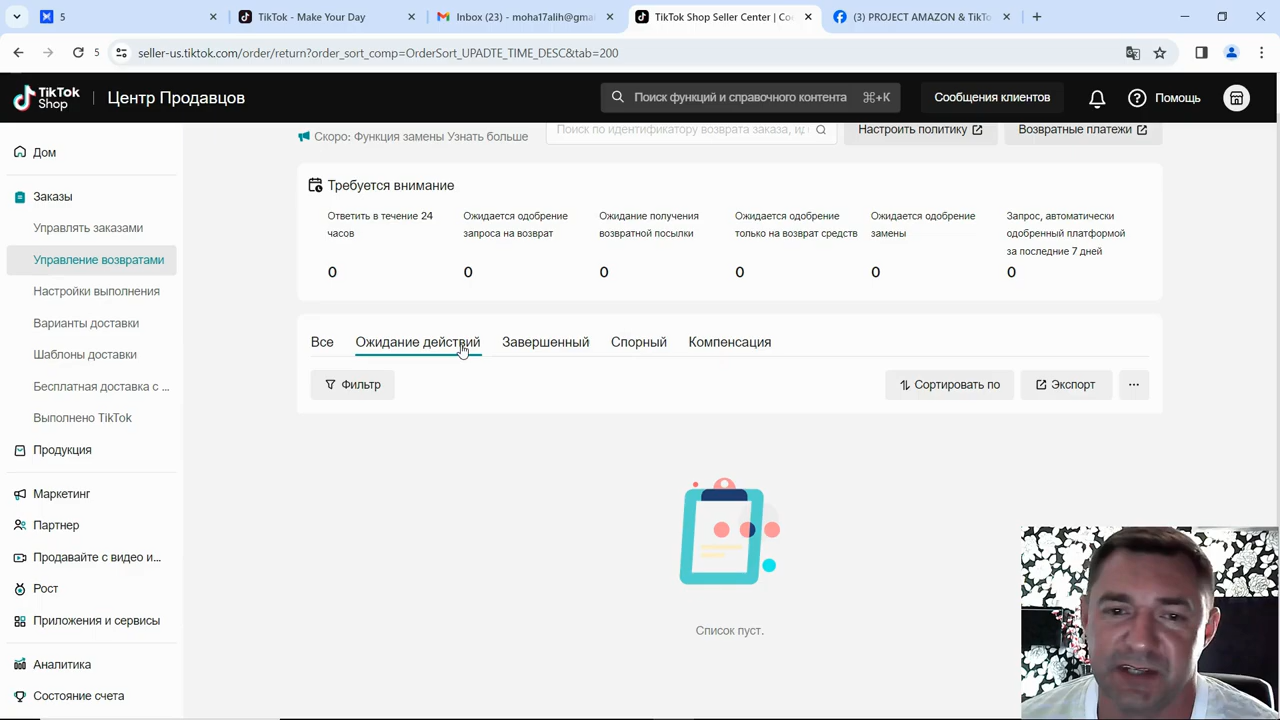 5
TikTok - Make Your Day
Inbox (23) - moha17alih@gmai
TikTok Shop Seller Center | Co
(3) PROJECT AMAZON & TikTo
5
seller-us.tiktok.com/order/return?order_sort_comp=OrderSort_UPADTE_TIME_DESC&tab=200
TikTok Shop
Центр Продавцов
Поиск функций и справочного контента ⌘+K
Сообщения клиентов
Помощь
Скоро: Функция замены Узнать больше
Поиск по идентификатору возврата заказа, ид
Настроить политику
Возвратные платежи
Дом
Заказы
Управлять заказами
Управление возвратами
Настройки выполнения
Варианты доставки
Шаблоны доставки
Бесплатная доставка с ...
Выполнено TikTok
Продукция
Маркетинг
Партнер
Продавайте с видео и...
Рост
Приложения и сервисы
Аналитика
Состояние счета
Требуется внимание
Ответить в течение 24
часов
0
Ожидается одобрение
запроса на возврат
0
Ожидание получения
возвратной посылки
0
Ожидается одобрение
только на возврат средств
0
Ожидается одобрение
замены
0
Запрос, автоматически
одобренный платформой
за последние 7 дней
0
Все
Ожидание действий
Завершенный
Спорный
Компенсация
Фильтр
Сортировать по
Экспорт
Список пуст.